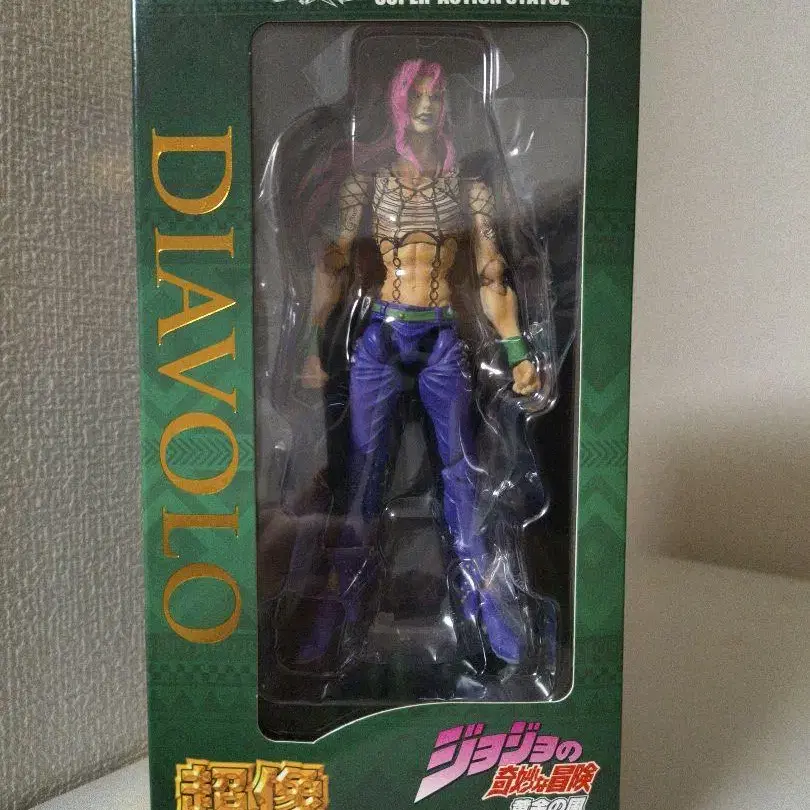 SUPER ACTION STATUE
DIAVOLO
超像
ジョジョの
奇妙な冒険
黄金の風